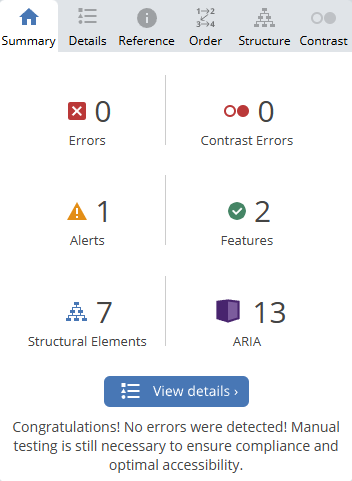 Summary Details Reference Order Structure Contrast
0 0
Errors Contrast Errors
1 2
Alerts Features
7 13
Structural Elements ARIA
View details ›
Congratulations! No errors were detected! Manual
testing is still necessary to ensure compliance and
optimal accessibility.